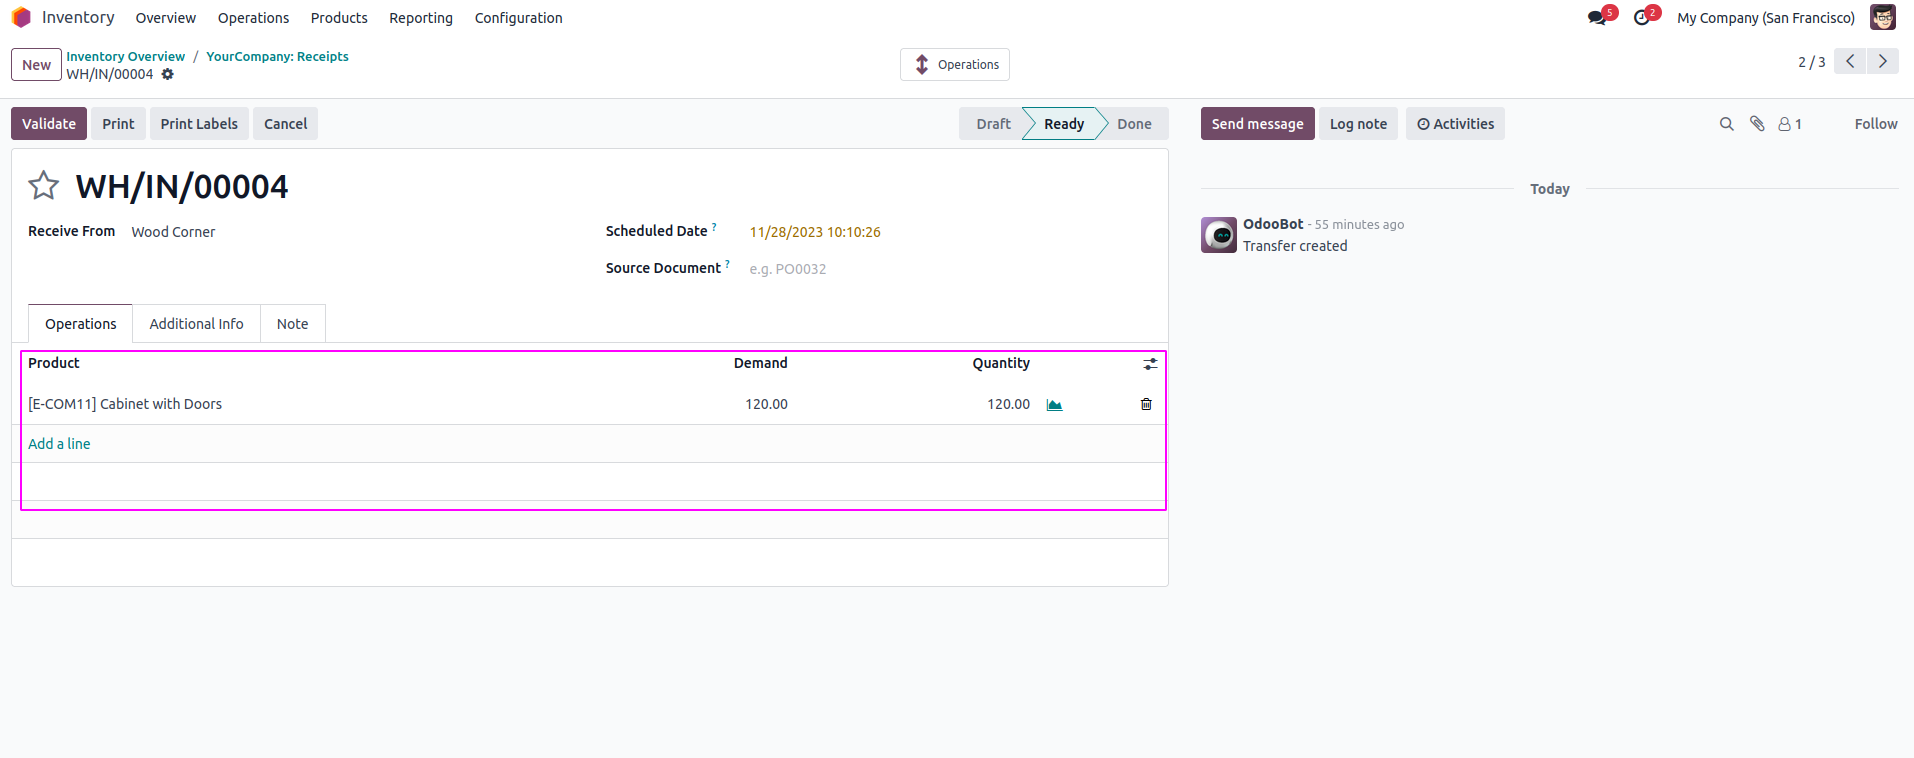 Inventory Overview Operations Products Reporting Configuration 5 2 My Company (San Francisco)
New Inventory Overview / YourCompany: Receipts
WH/IN/00004
Operations
2 / 3
Validate Print Print Labels Cancel Draft Ready Done Send message Log note Activities 1 Follow
WH/IN/00004
Today
Receive From Wood Corner Scheduled Date ? 11/28/2023 10:10:26
OdooBot - 55 minutes ago
Transfer created
Source Document ? e.g. PO0032
Operations Additional Info Note
Product Demand Quantity
[E-COM11] Cabinet with Doors 120.00 120.00
Add a line